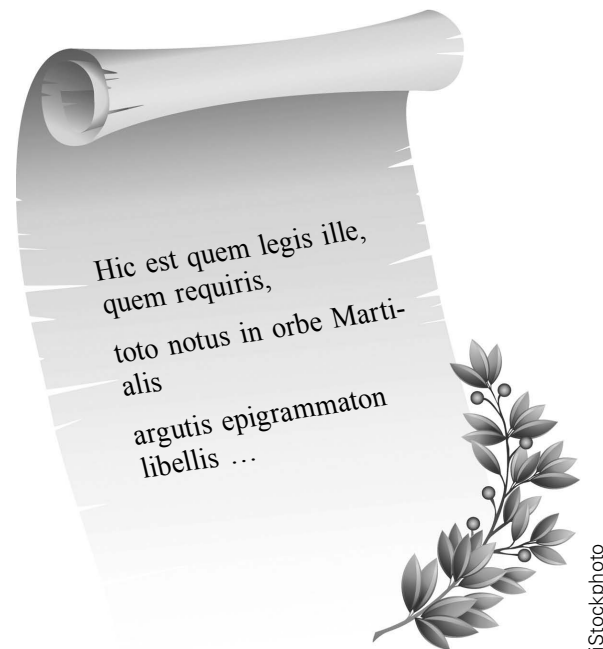 Hic est quem legis ille,
quem requiris,
toto notus in orbe Marti-
alis
argutis epigrammaton
libellis …
iStockphoto